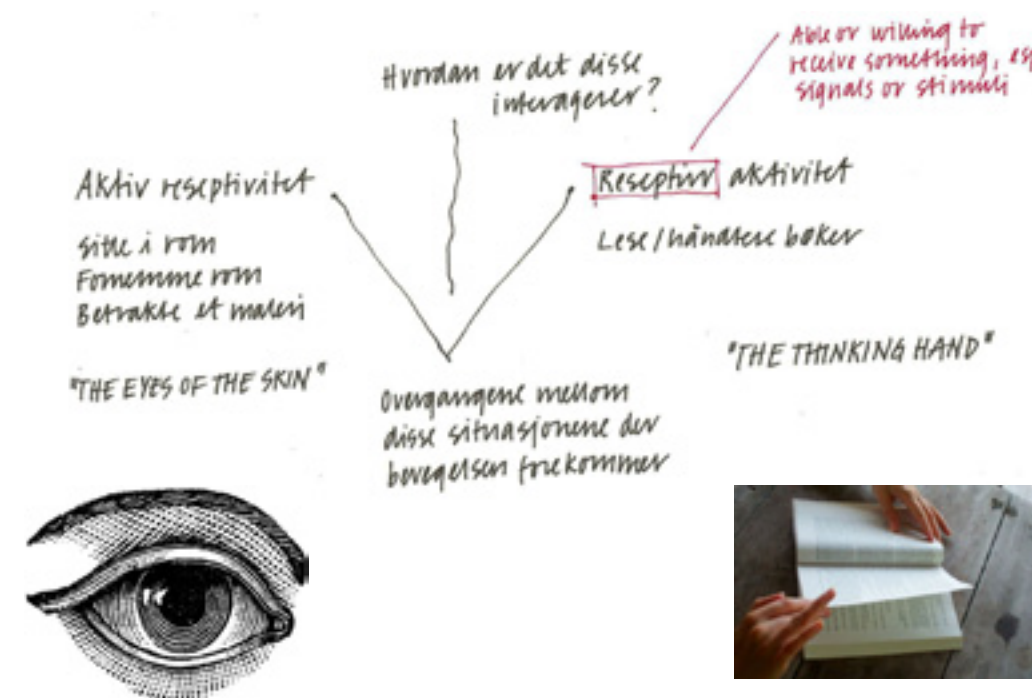 Able or willing to
receive something, esp
signals or stimuli
Hvordan er det disse
interagerer?
Aktiv reseptivitet
Reseptiv aktivitet
Sitte i rom
Fornemme rom
Betrakte et maleri
Lese/håndtere bøker
"THE EYES OF THE SKIN"
"THE THINKING HAND"
Overgangene mellom
disse situasjonene der
bevegelsen forekommer